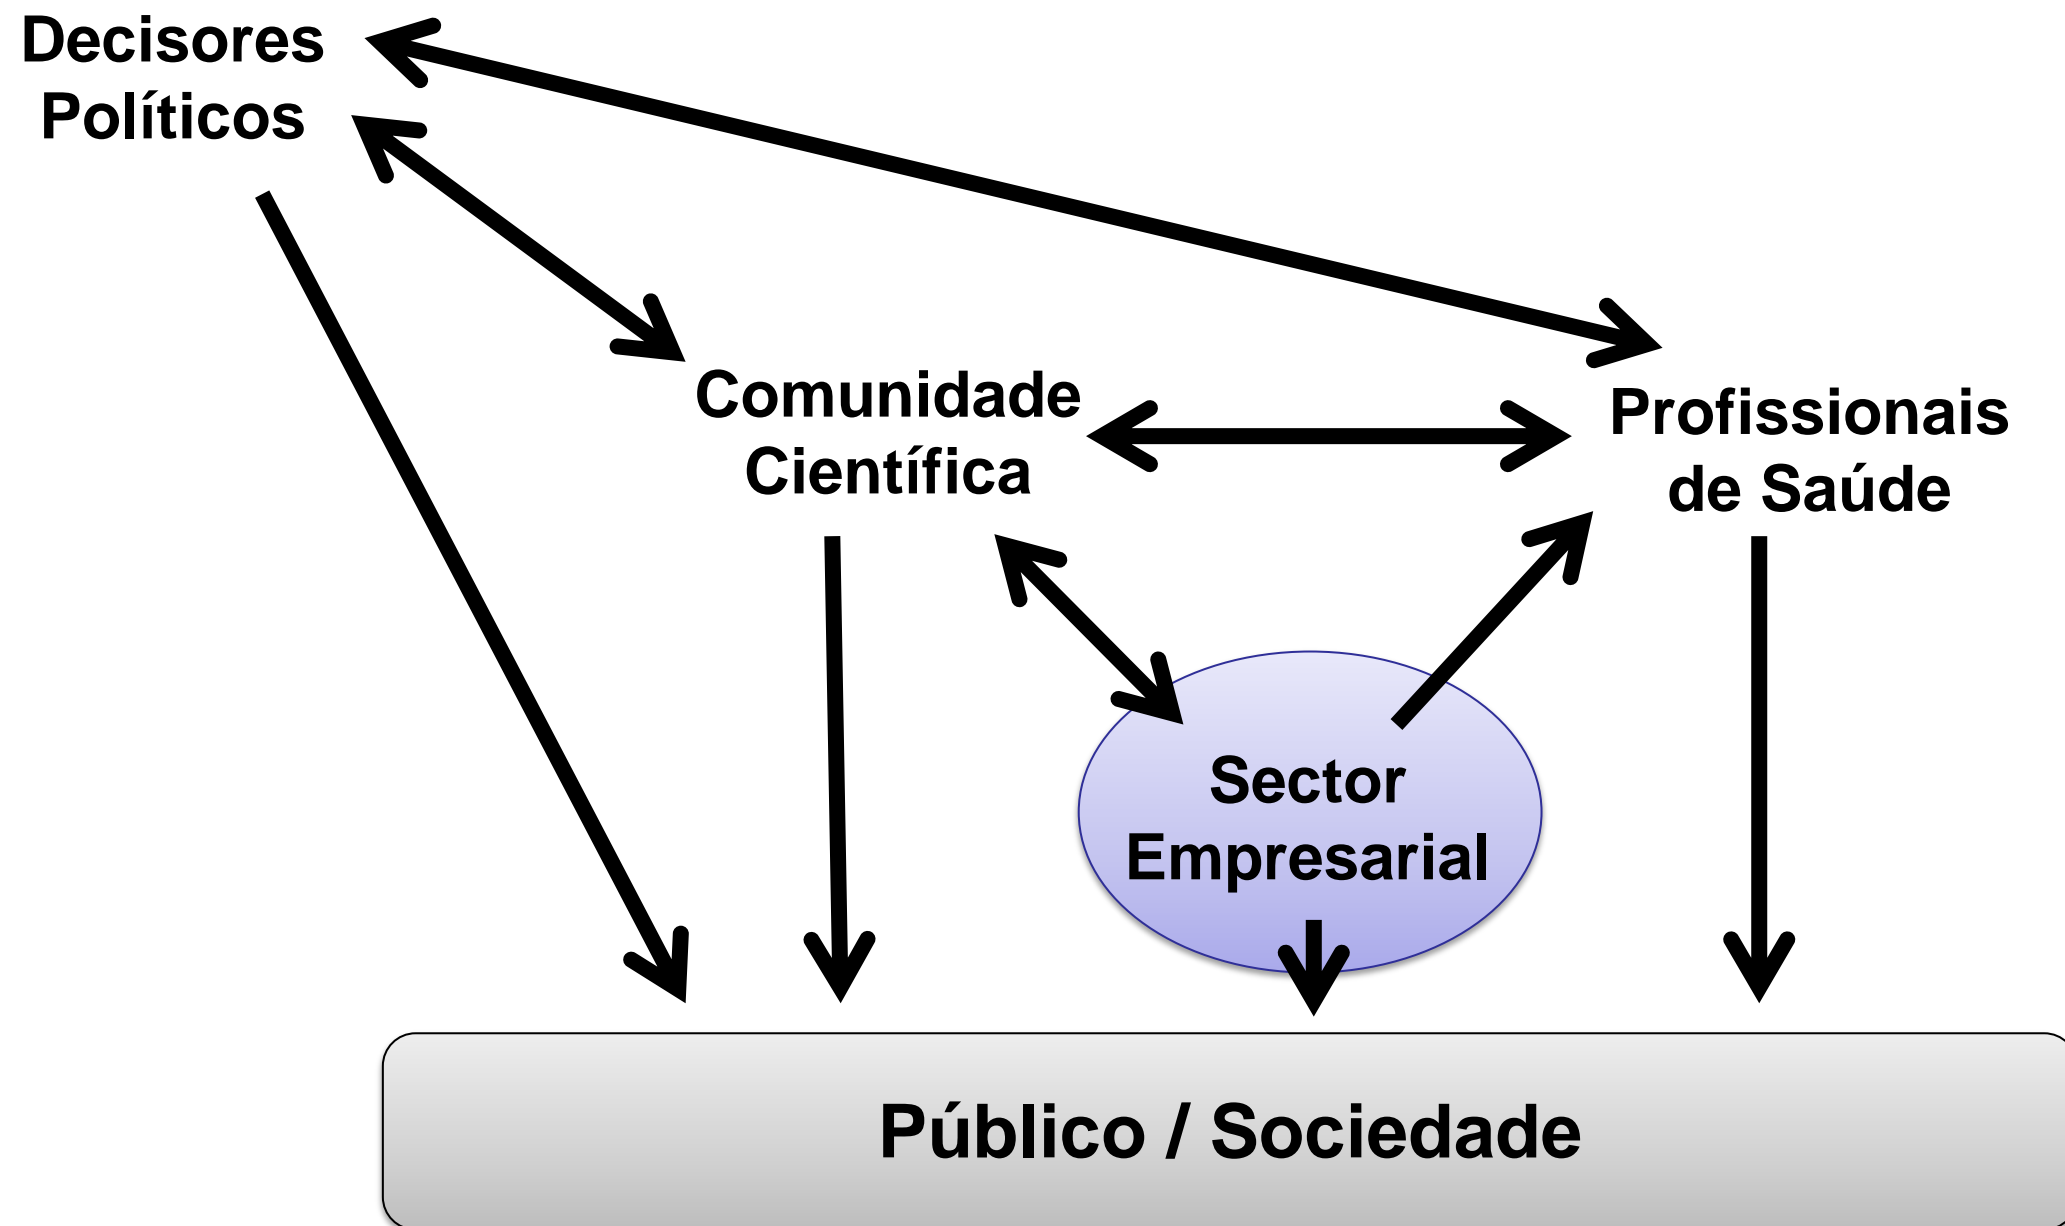 Decisores
Políticos
Comunidade
Científica
Profissionais
de Saúde
Sector
Empresarial
Público / Sociedade